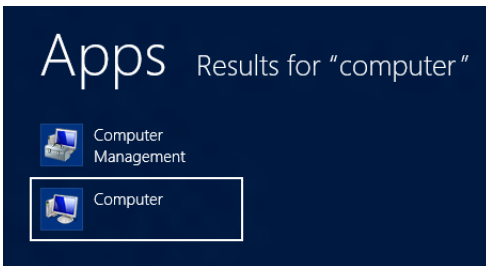 Apps Results for “computer”
Computer
Management
Computer